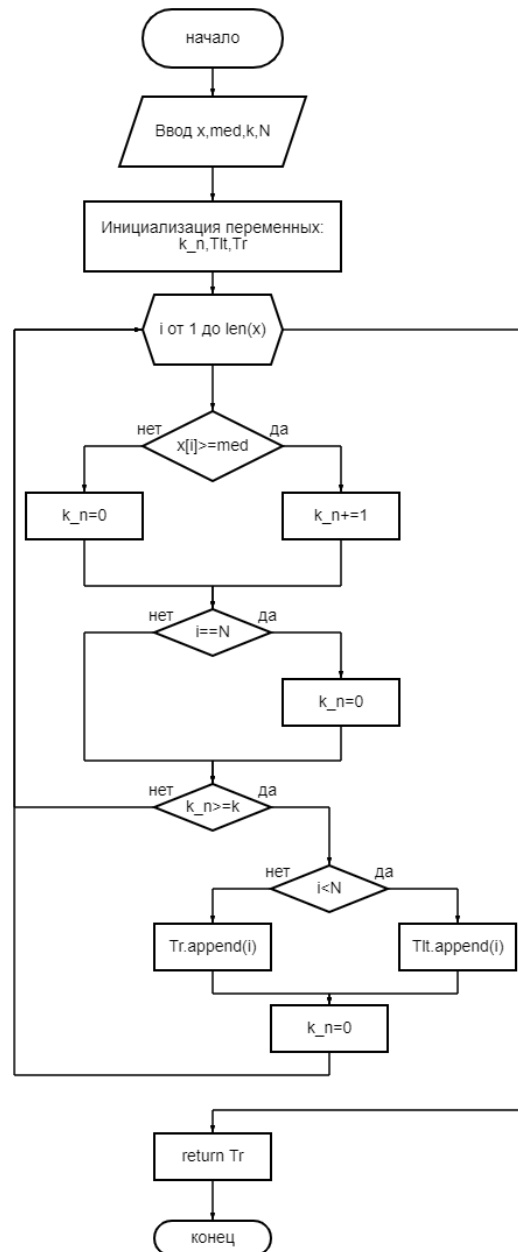 начало
Ввод x,med,k,N
Инициализация переменных:
k_n,Tlt,Tr
i от 1 до len(x)
нет
да
x[i]>=med
k_n=0
k_n+=1
нет
да
i==N
k_n=0
нет
да
k_n>=k
нет
да
i<N
Tr.append(i)
Tlt.append(i)
k_n=0
return Tr
конец